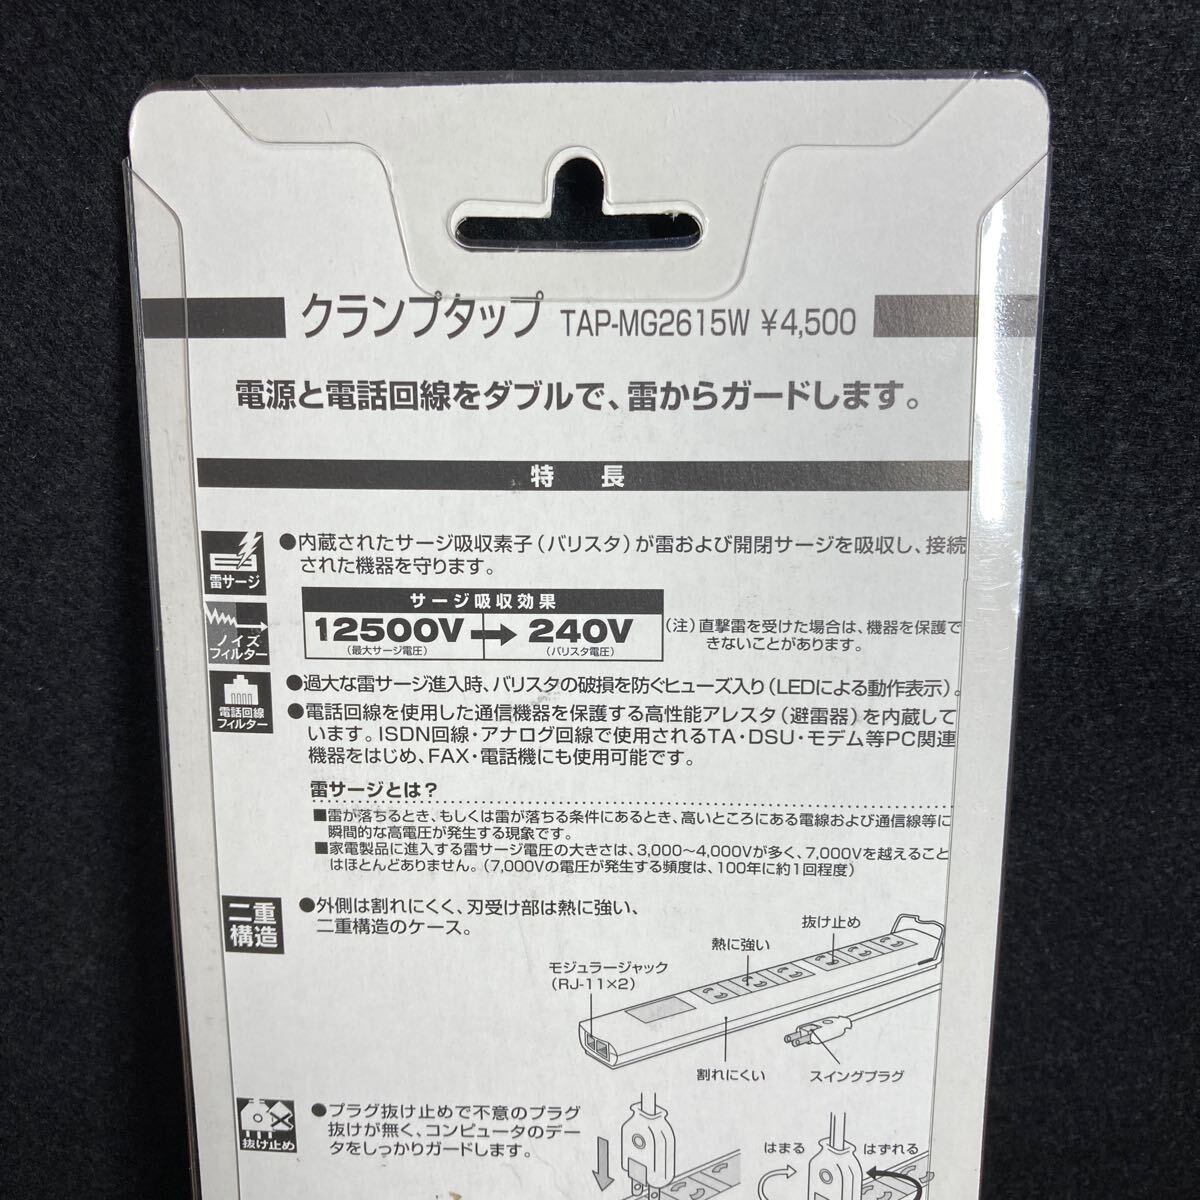 クランプタップ TAP-MG2615W ¥4,500
電源と電話回線をダブルで、雷からガードします。
特 長
雷サージ
●内蔵されたサージ吸収素子(バリスタ)が雷および開閉サージを吸収し、接続
された機器を守ります。
ノイズ
フィルター
サージ吸収効果
12500V → 240V
(最大サージ電圧) (バリスタ電圧)
(注)直撃雷を受けた場合は、機器を保護で
きないことがあります。
電話回線
フィルター
●過大な雷サージ進入時、バリスタの破損を防ぐヒューズ入り(LEDによる動作表示)。
●電話回線を使用した通信機器を保護する高性能アレスタ(避雷器)を内蔵して
います。ISDN回線・アナログ回線で使用されるTA・DSU・モデム等PC関連
機器をはじめ、FAX・電話機にも使用可能です。
雷サージとは?
■雷が落ちるとき、もしくは雷が落ちる条件にあるとき、高いところにある電線および通信線等に
瞬間的な高電圧が発生する現象です。
■家電製品に進入する雷サージ電圧の大きさは、3,000〜4,000Vが多く、7,000Vを越えること
はほとんどありません。(7,000Vの電圧が発生する頻度は、100年に約1回程度)
二重
構造
●外側は割れにくく、刃受け部は熱に強い、
二重構造のケース。
抜け止め
熱に強い
モジュラージャック
(RJ-11×2)
割れにくい
スイングプラグ
抜け止め
●プラグ抜け止めで不意のプラグ
抜けが無く、コンピュータのデー
タをしっかりガードします。
はまる
はずれる